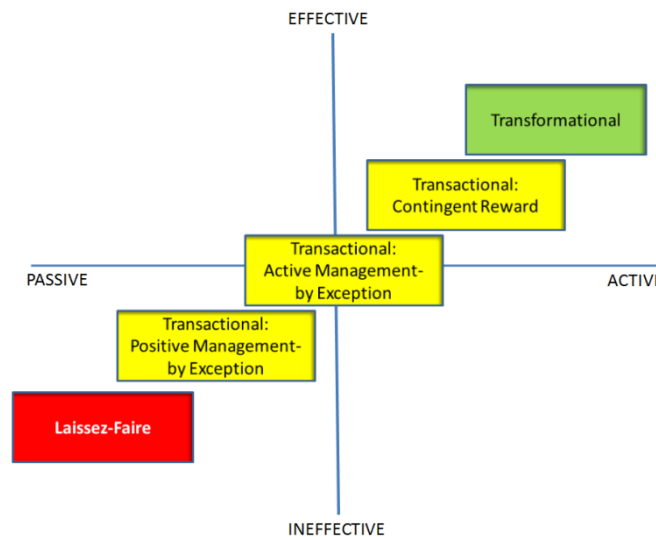 EFFECTIVE
Transformational
Transactional:
Contingent Reward
Transactional:
Active Management-
by Exception
PASSIVE
ACTIVE
Transactional:
Positive Management-
by Exception
Laissez-Faire
INEFFECTIVE